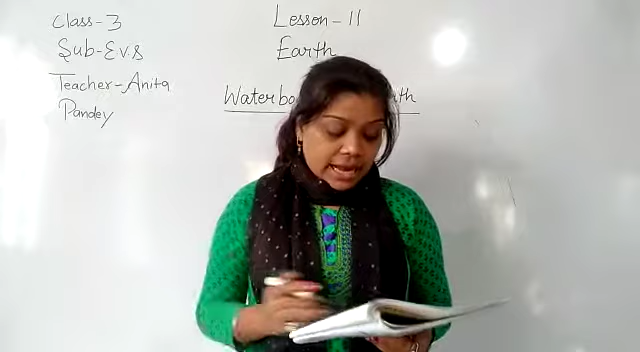 Class-3
Sub-E.V.S
Teacher-Anita
Pandey
Lesson-11
Earth